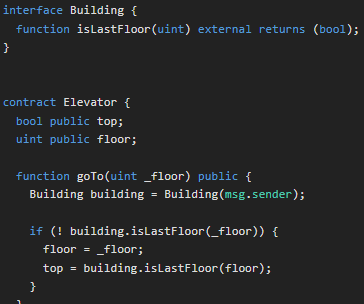 interface Building {
  function isLastFloor(uint) external returns (bool);
}
contract Elevator {
  bool public top;
  uint public floor;
  function goTo(uint _floor) public {
    Building building = Building(msg.sender);
    if (! building.isLastFloor(_floor)) {
      floor = _floor;
      top = building.isLastFloor(floor);
    }
  }